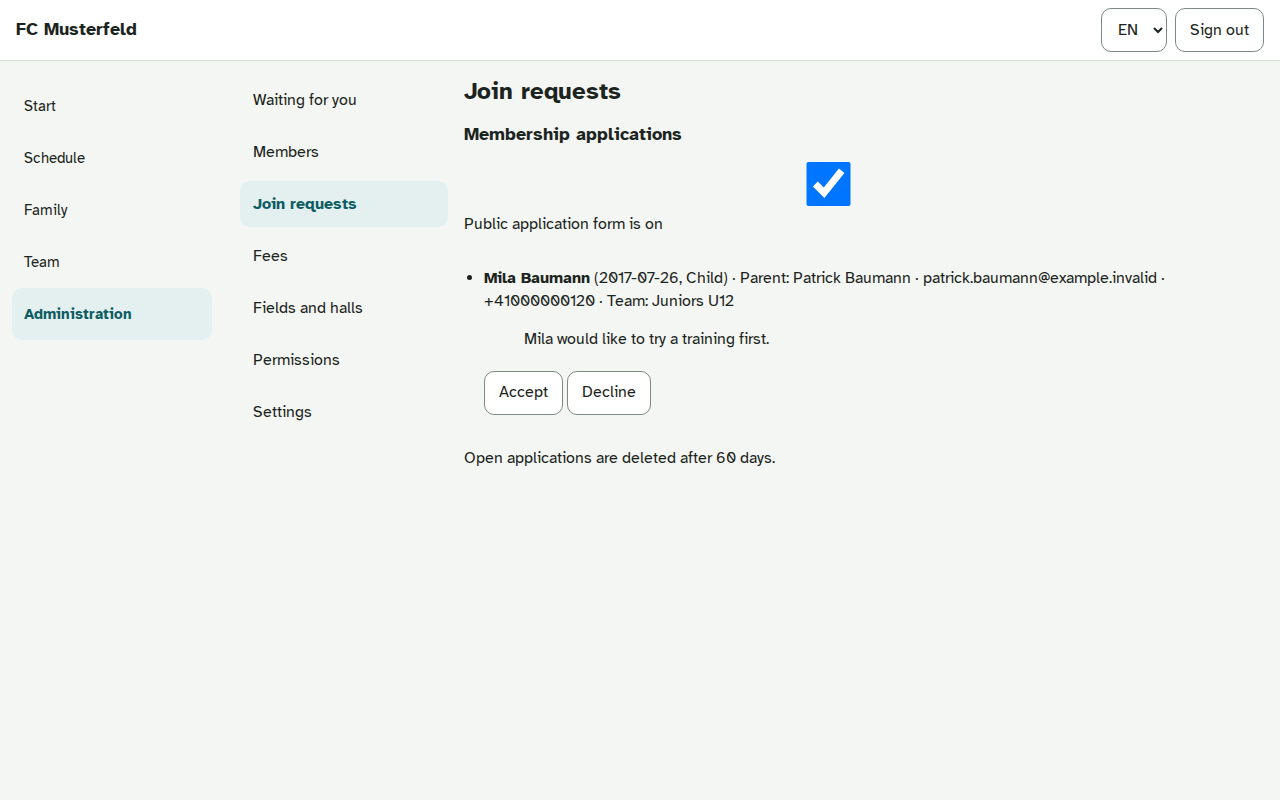 FC Musterfeld
EN
Sign out
Start
Schedule
Family
Team
Administration
Waiting for you
Members
Join requests
Fees
Fields and halls
Permissions
Settings
Join requests
Membership applications
Public application form is on
Mila Baumann (2017-07-26, Child) · Parent: Patrick Baumann · patrick.baumann@example.invalid ·
+41000000120 · Team: Juniors U12
Mila would like to try a training first.
Accept
Decline
Open applications are deleted after 60 days.